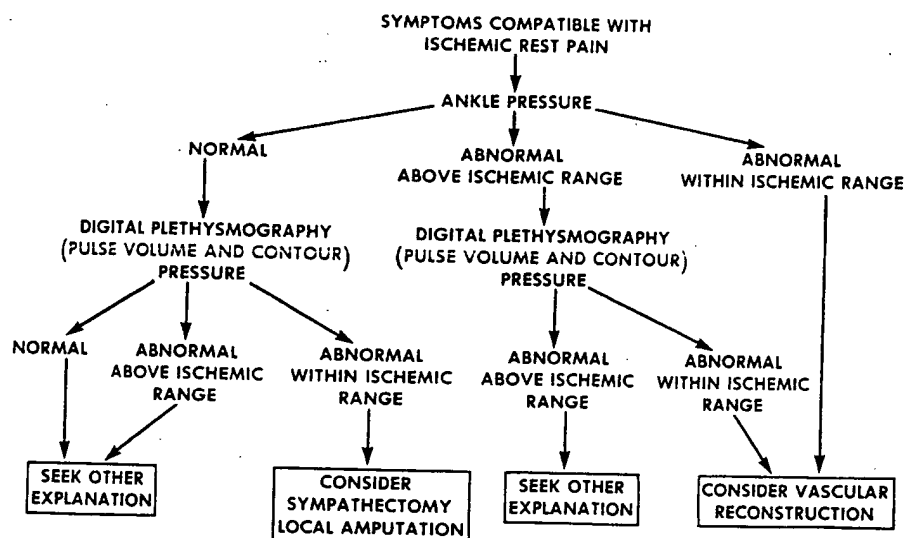 SYMPTOMS COMPATIBLE WITH
ISCHEMIC REST PAIN
ANKLE PRESSURE
NORMAL
ABNORMAL
ABOVE ISCHEMIC RANGE
ABNORMAL
WITHIN ISCHEMIC RANGE
DIGITAL PLETHYSMOGRAPHY
(PULSE VOLUME AND CONTOUR)
PRESSURE
DIGITAL PLETHYSMOGRAPHY
(PULSE VOLUME AND CONTOUR)
PRESSURE
NORMAL
ABNORMAL
ABOVE ISCHEMIC
RANGE
ABNORMAL
WITHIN ISCHEMIC
RANGE
ABNORMAL
ABOVE ISCHEMIC
RANGE
ABNORMAL
WITHIN ISCHEMIC
RANGE
SEEK OTHER
EXPLANATION
CONSIDER
SYMPATHECTOMY
LOCAL AMPUTATION
SEEK OTHER
EXPLANATION
CONSIDER VASCULAR
RECONSTRUCTION